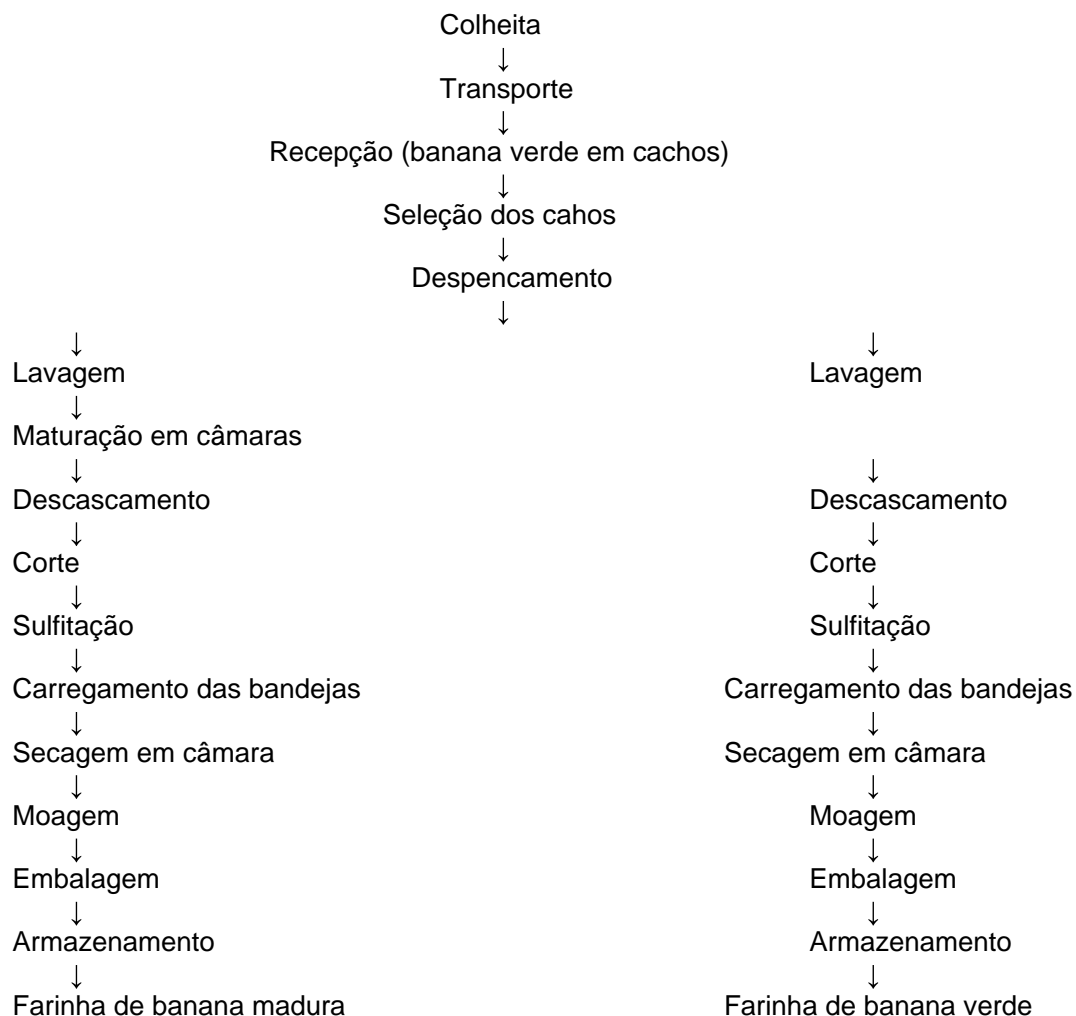 Colheita
↓
Transporte
↓
Recepção (banana verde em cachos)
↓
Seleção dos cahos
↓
Despencamento
↓
↓ ↓
Lavagem Lavagem
↓
Maturação em câmaras
↓ ↓
Descascamento Descascamento
↓ ↓
Corte Corte
↓ ↓
Sulfitação Sulfitação
↓ ↓
Carregamento das bandejas Carregamento das bandejas
↓ ↓
Secagem em câmara Secagem em câmara
↓ ↓
Moagem Moagem
↓ ↓
Embalagem Embalagem
↓ ↓
Armazenamento Armazenamento
↓ ↓
Farinha de banana madura Farinha de banana verde